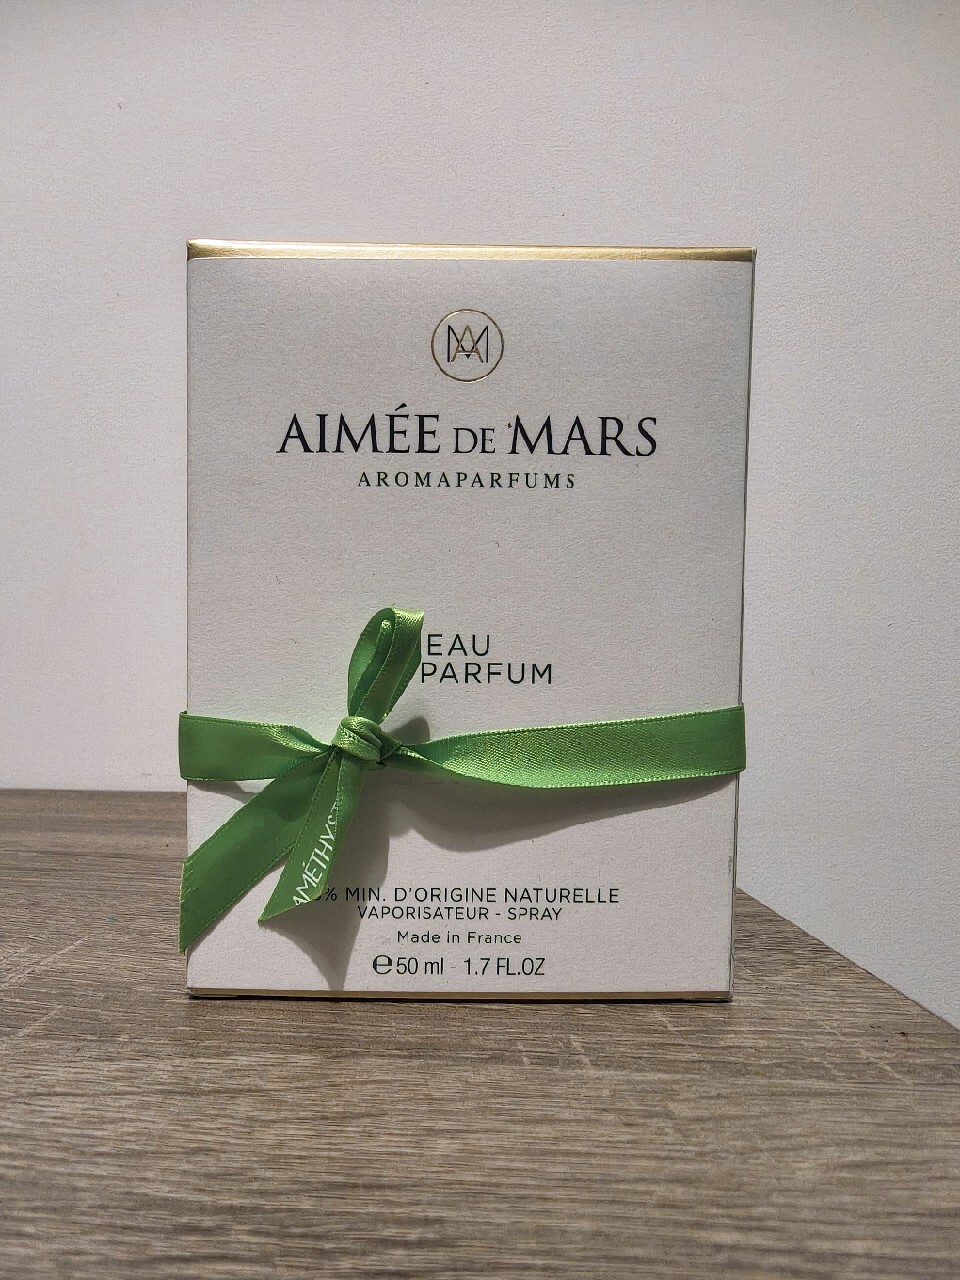 AIMÉE DE MARS
AROMAPARFUMS
EAU
PARFUM
AMÉTHYST
% MIN. D'ORIGINE NATURELLE
VAPORISATEUR - SPRAY
Made in France
℮50 ml - 1.7 FL.OZ